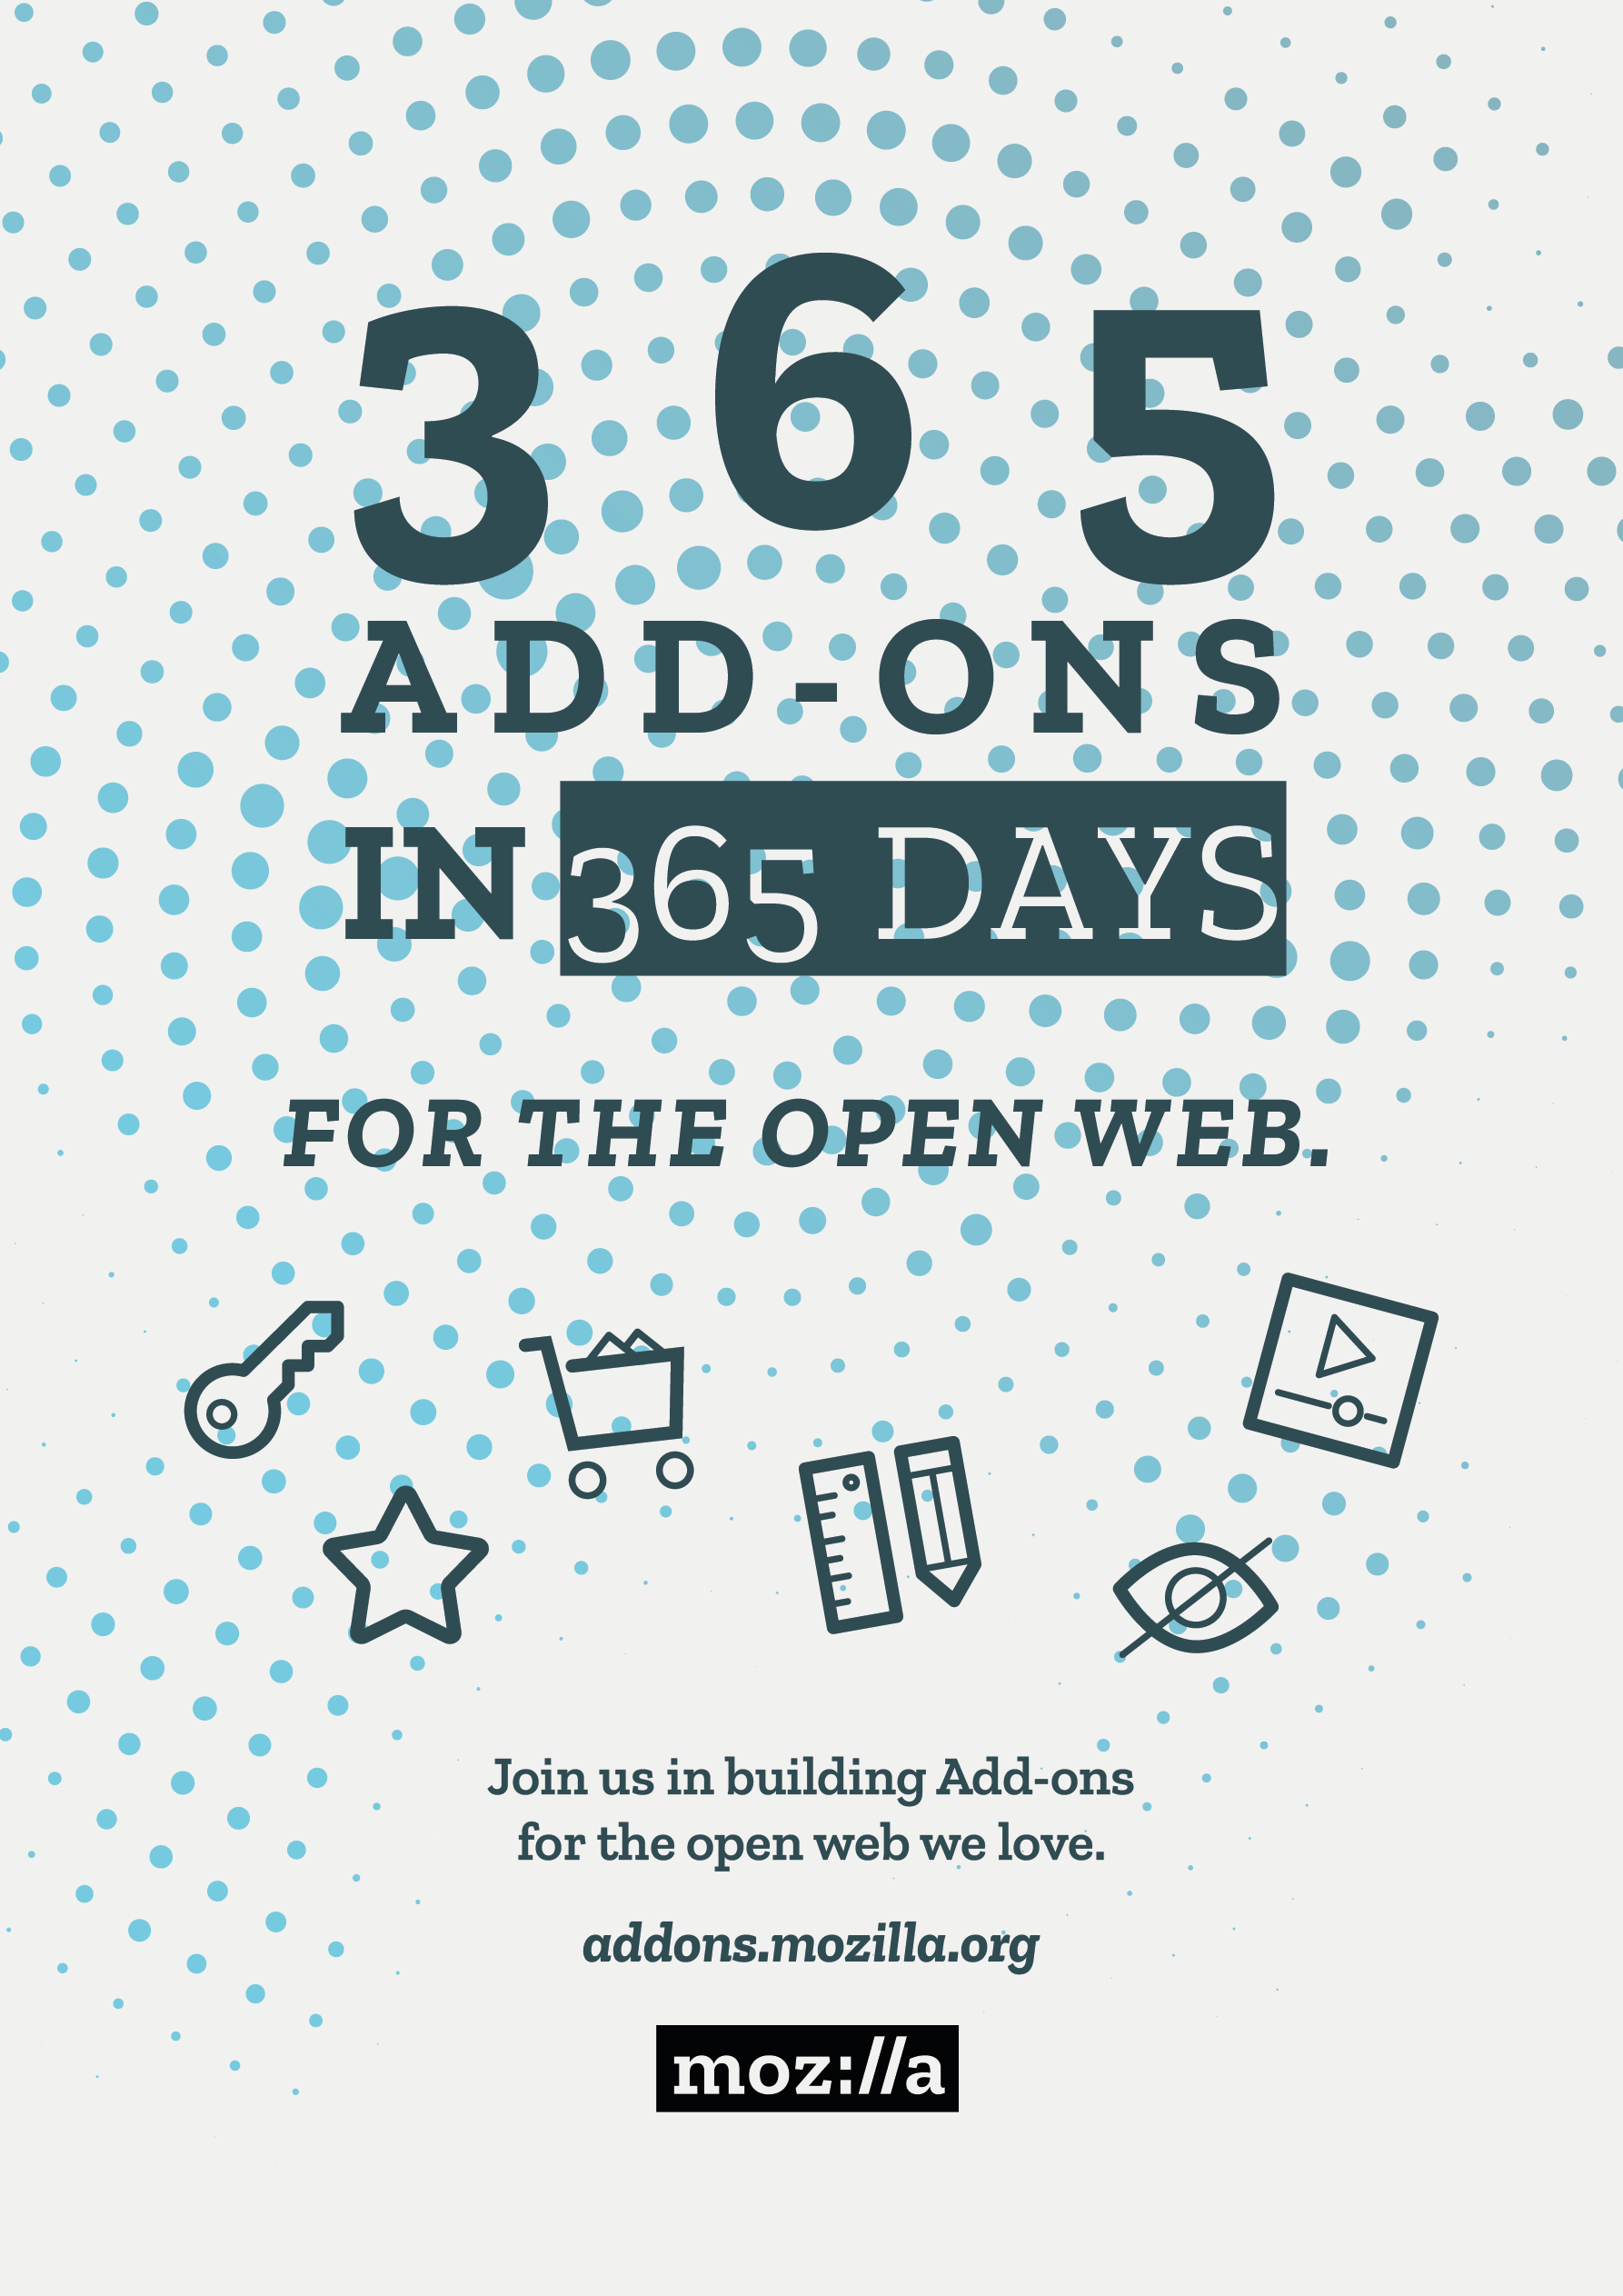 365
ADD-ONS
IN 365 DAYS
FOR THE OPEN WEB.
Join us in building Add-ons
for the open web we love.
addons.mozilla.org
moz://a